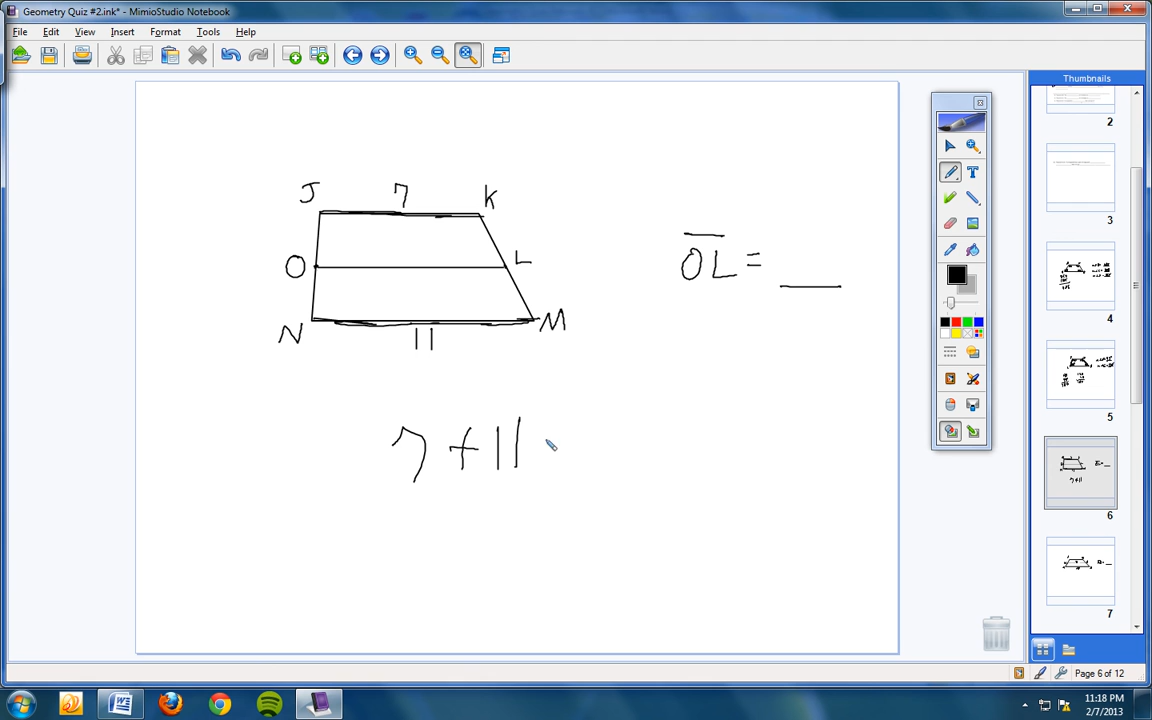 Geometry Quiz #2.ink* - MimioStudio Notebook
File Edit View Insert Format Tools Help
Thumbnails
2
3
4
5
6
7
J 7 K
O L
N 11 M
OL = __
7 + 11
T
Page 6 of 12
W
11:18 PM
2/7/2013